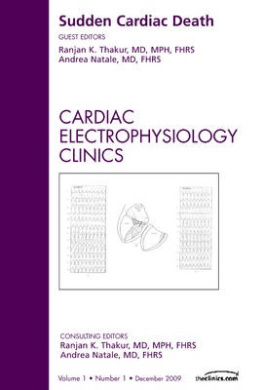 Sudden Cardiac Death
GUEST EDITORS
Ranjan K. Thakur, MD, MPH, FHRS
Andrea Natale, MD, FHRS
CARDIAC
ELECTROPHYSIOLOGY
CLINICS
CONSULTING EDITORS
Ranjan K. Thakur, MD, MPH, FHRS
Andrea Natale, MD, FHRS
Volume 1 • Number 1 • December 2009
theclinics.com